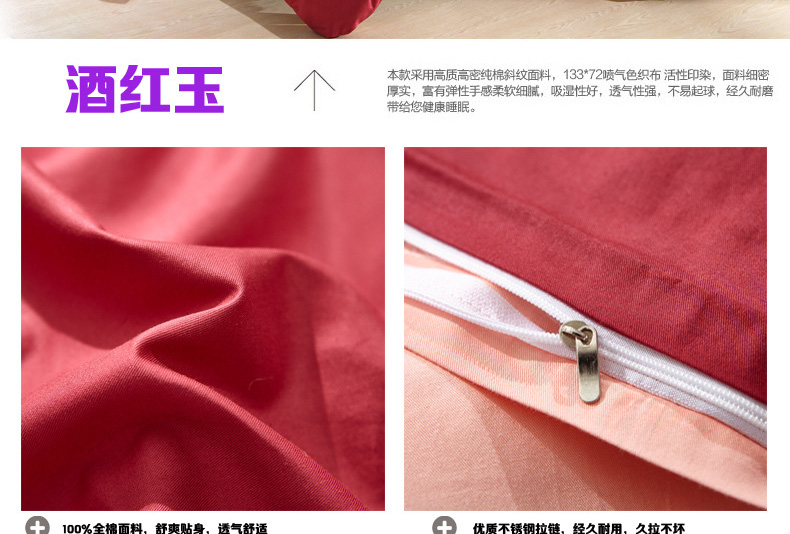 酒红玉
本款采用高质高密纯棉斜纹面料，133*72喷气色织布 活性印染，面料细密
厚实，富有弹性手感柔软细腻，吸湿性好，透气性强，不易起球，经久耐磨
带给您健康睡眠。
100%全棉面料，舒爽贴身，透气舒适
优质不锈钢拉链，经久耐用，久拉不坏